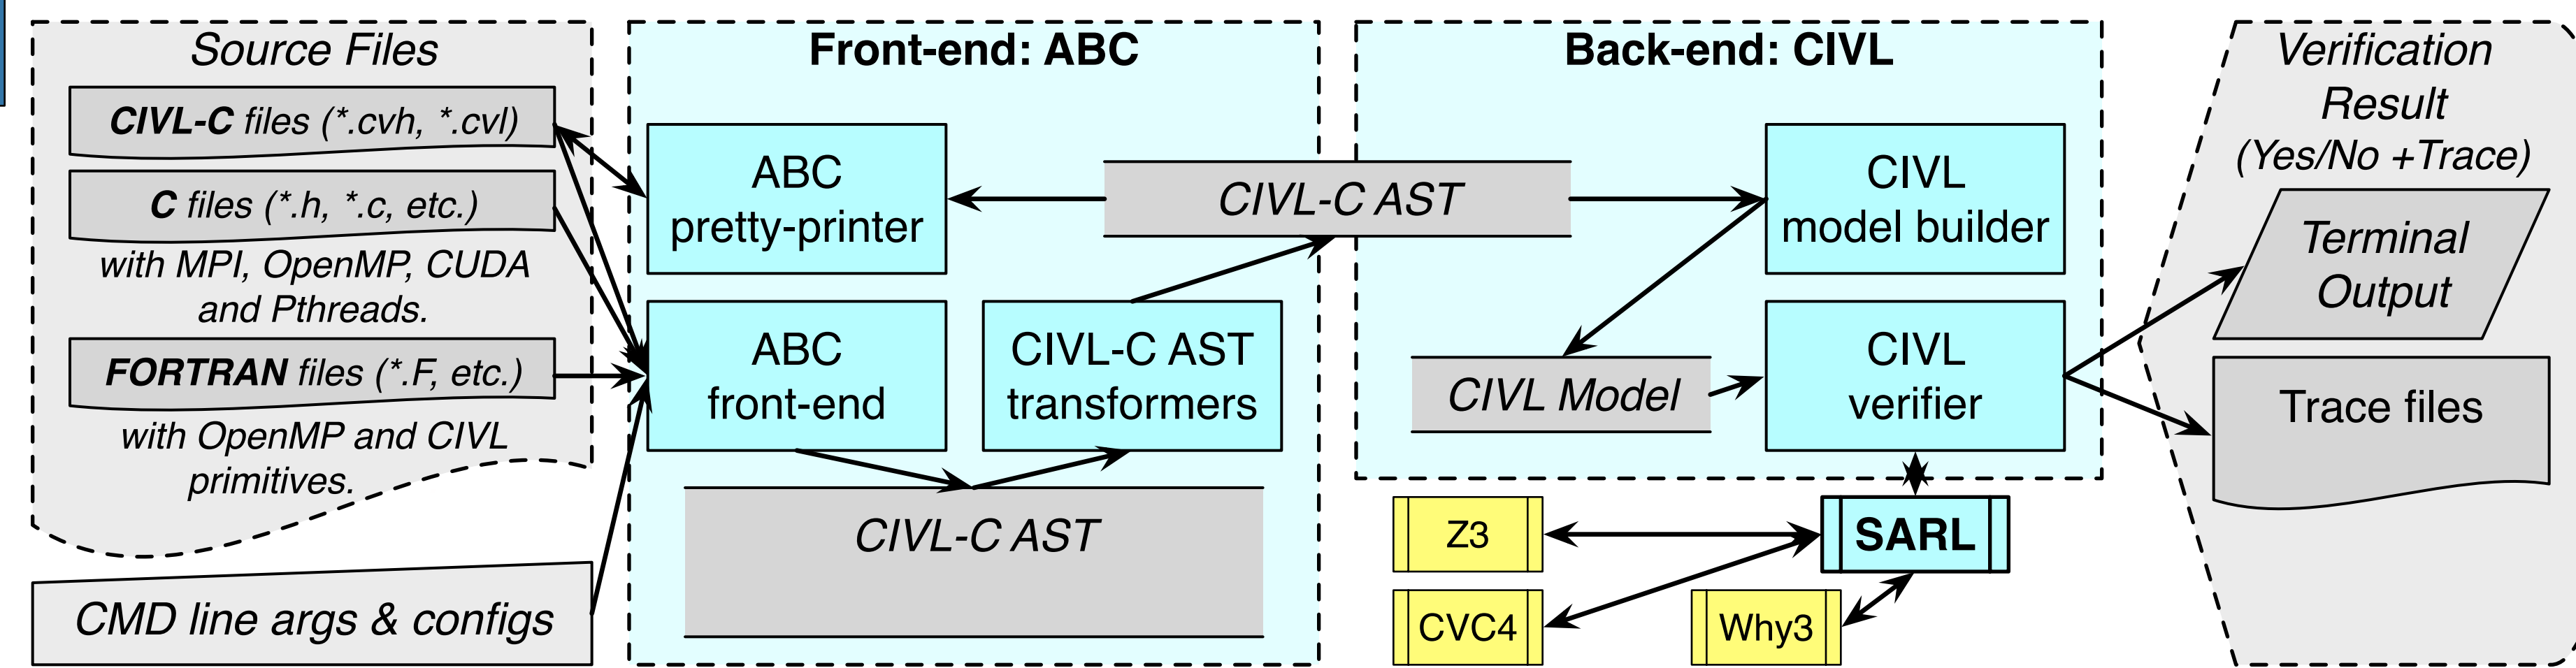 Source Files
CIVL-C files (*.cvh, *.cvl)
C files (*.h, *.c, etc.)
with MPI, OpenMP, CUDA
and Pthreads.
FORTRAN files (*.F, etc.)
with OpenMP and CIVL
primitives.
CMD line args & configs
Front-end: ABC
ABC
pretty-printer
ABC
front-end
CIVL-C AST
transformers
CIVL-C AST
CIVL-C AST
Back-end: CIVL
CIVL
model builder
CIVL Model
CIVL
verifier
Z3
SARL
CVC4
Why3
Verification
Result
(Yes/No +Trace)
Terminal
Output
Trace files